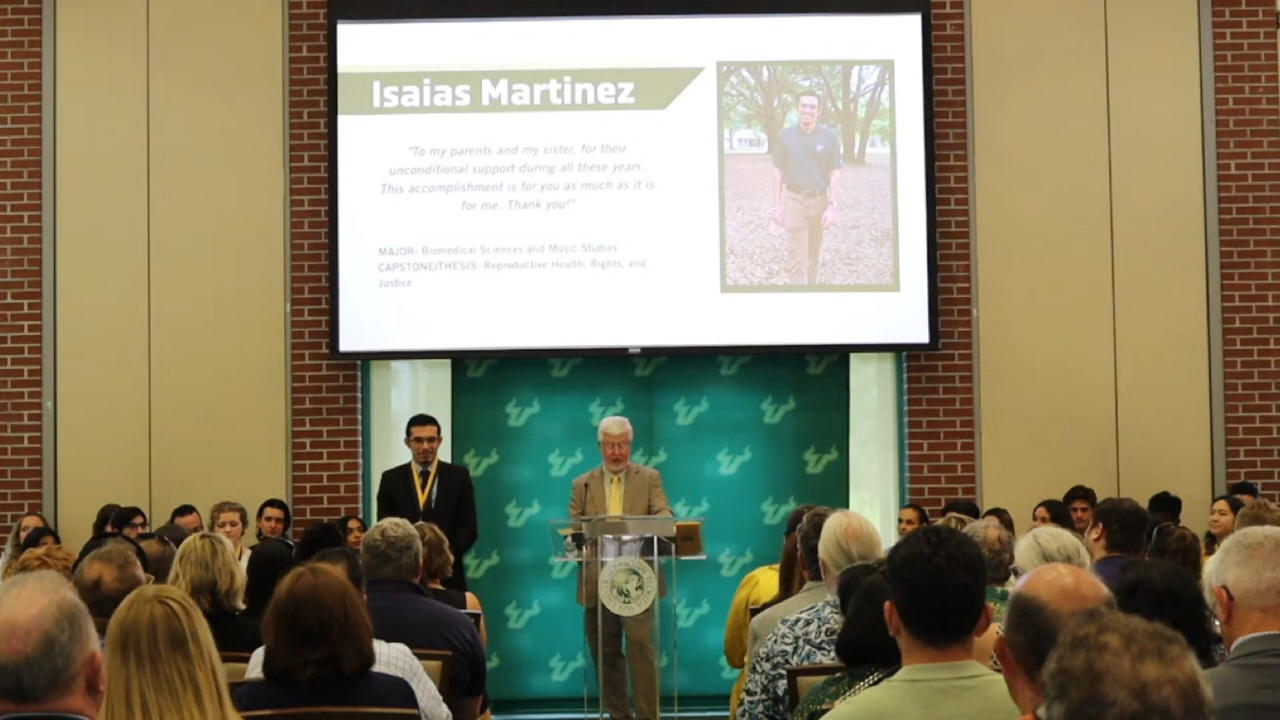 Isaias Martinez
"To my parents and my sister, for their
unconditional support during all these years.
This accomplishment is for you as much as it is
for me. Thank you!"
MAJOR: Biomedical Sciences and Music Studies
CAPSTONE/THESIS: Reproductive Health, Rights, and
Justice